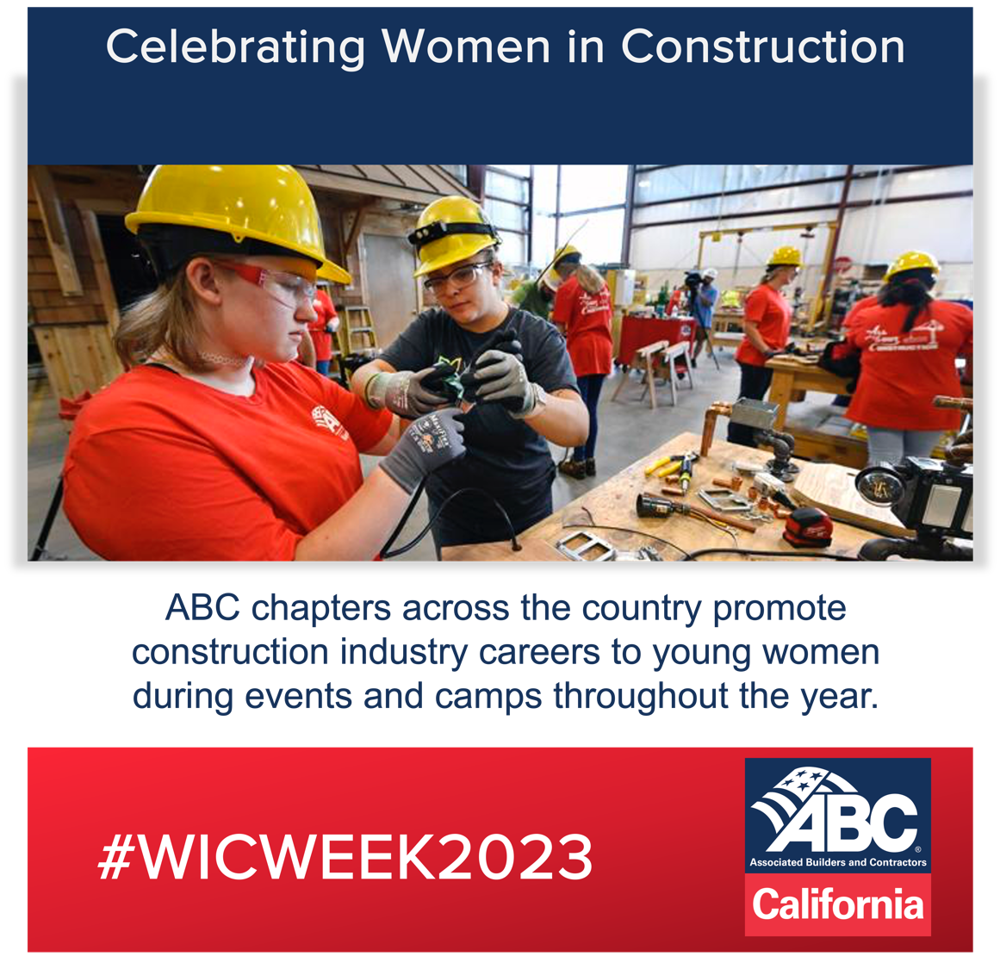 Celebrating Women in Construction
ABC chapters across the country promote
construction industry careers to young women
during events and camps throughout the year.
#WICWEEK2023
ABC®
Associated Builders and Contractors
California